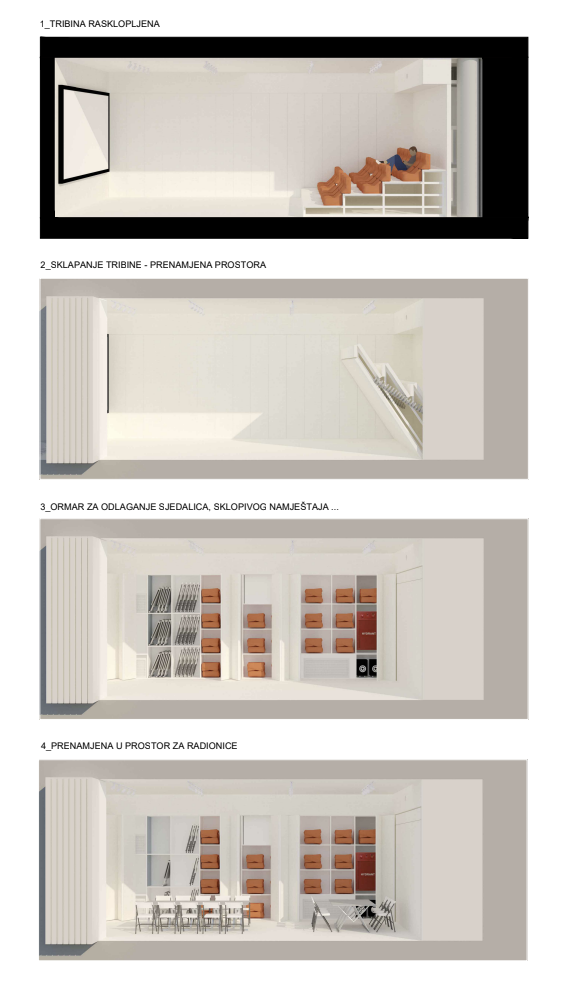 1_TRIBINA RASKLOPLJENA
2_SKLAPANJE TRIBINE - PRENAMJENA PROSTORA
3_ORMAR ZA ODLAGANJE SJEDALICA, SKLOPIVOG NAMJEŠTAJA ...
4_PRENAMJENA U PROSTOR ZA RADIONICE